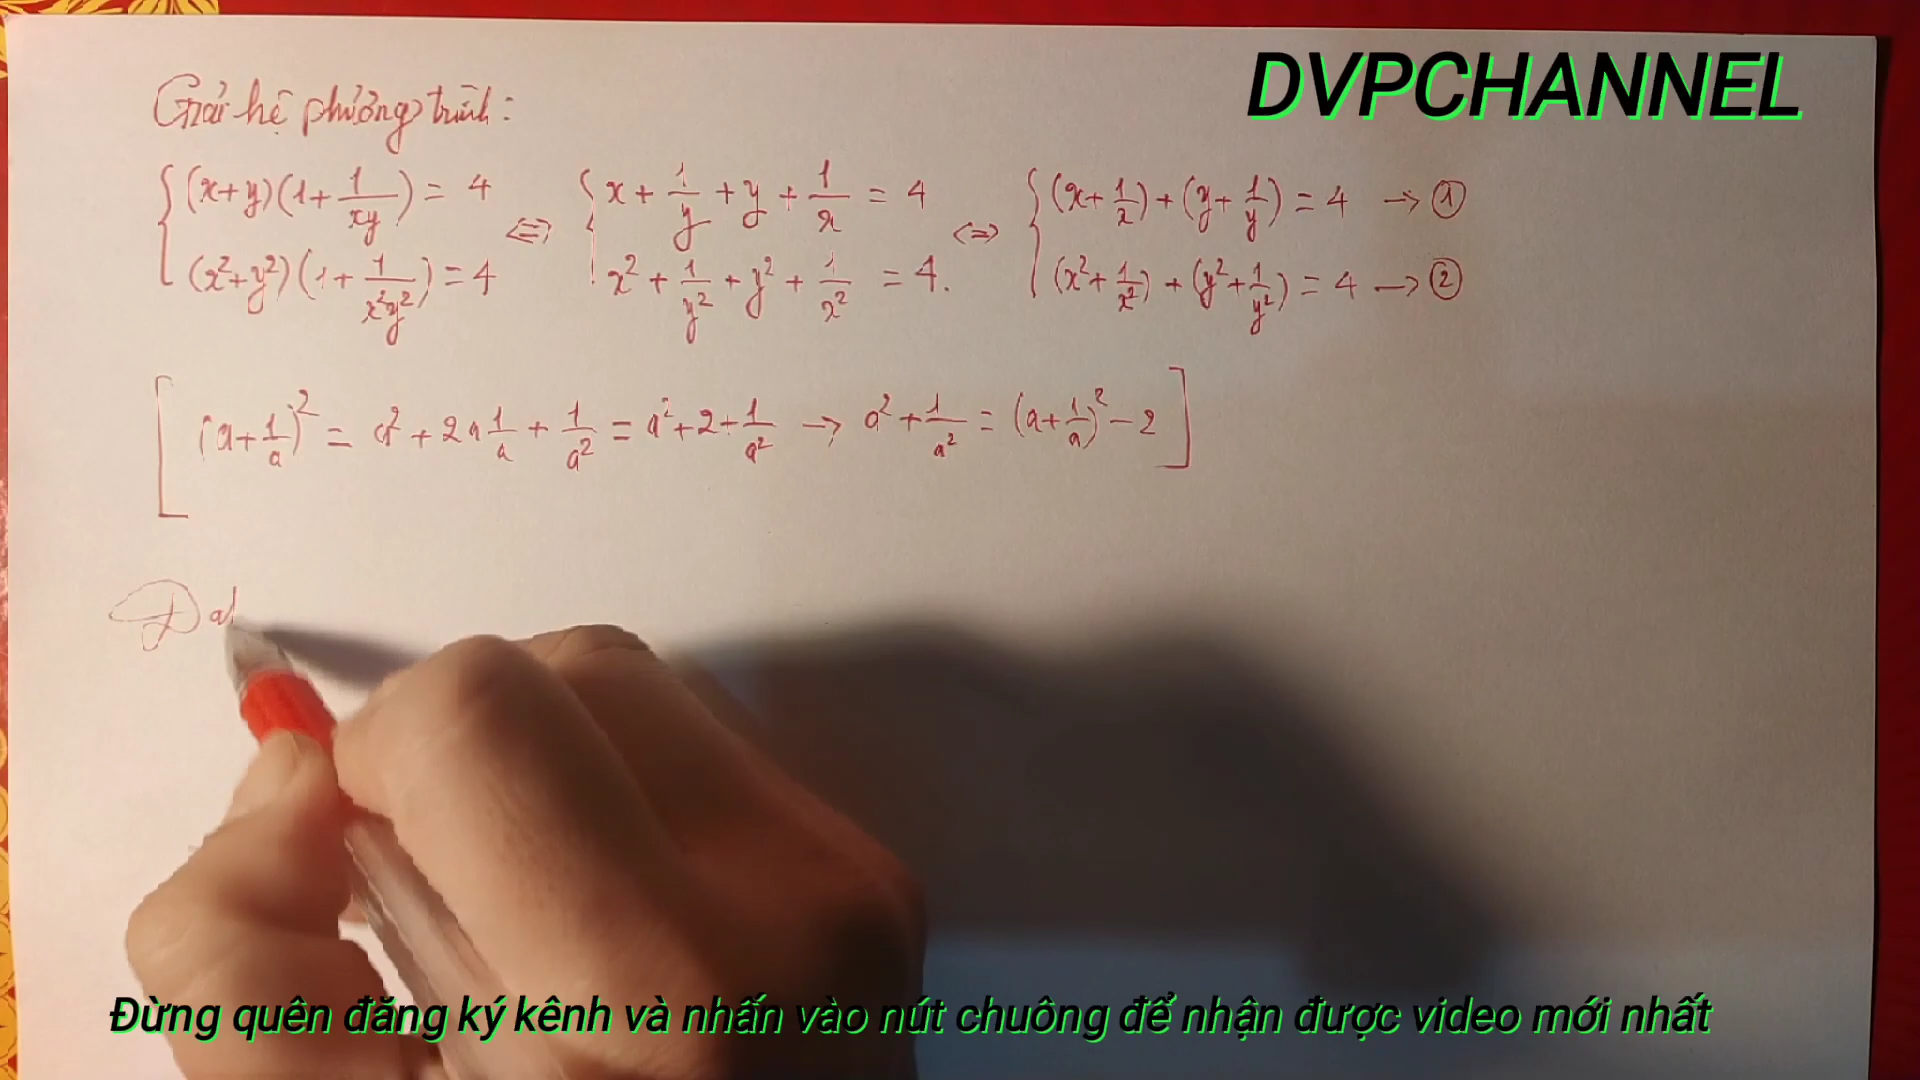 DVPCHANNEL
Giải hệ phương trình:
{ (x+y)(1+1/xy) = 4 <=> { x + 1/y + y + 1/x = 4 <=> { (x+1/x) + (y+1/y) = 4 → ①
(x²+y²)(1+1/x²y²) = 4 x² + 1/y² + y² + 1/x² = 4. (x²+1/x²) + (y²+1/y²) = 4 → ②
[ (a+1/a)² = a² + 2a 1/a + 1/a² = a²+2+1/a² → a²+1/a² = (a+1/a)² − 2 ]
Đừng quên đăng ký kênh và nhấn vào nút chuông để nhận được video mới nhất